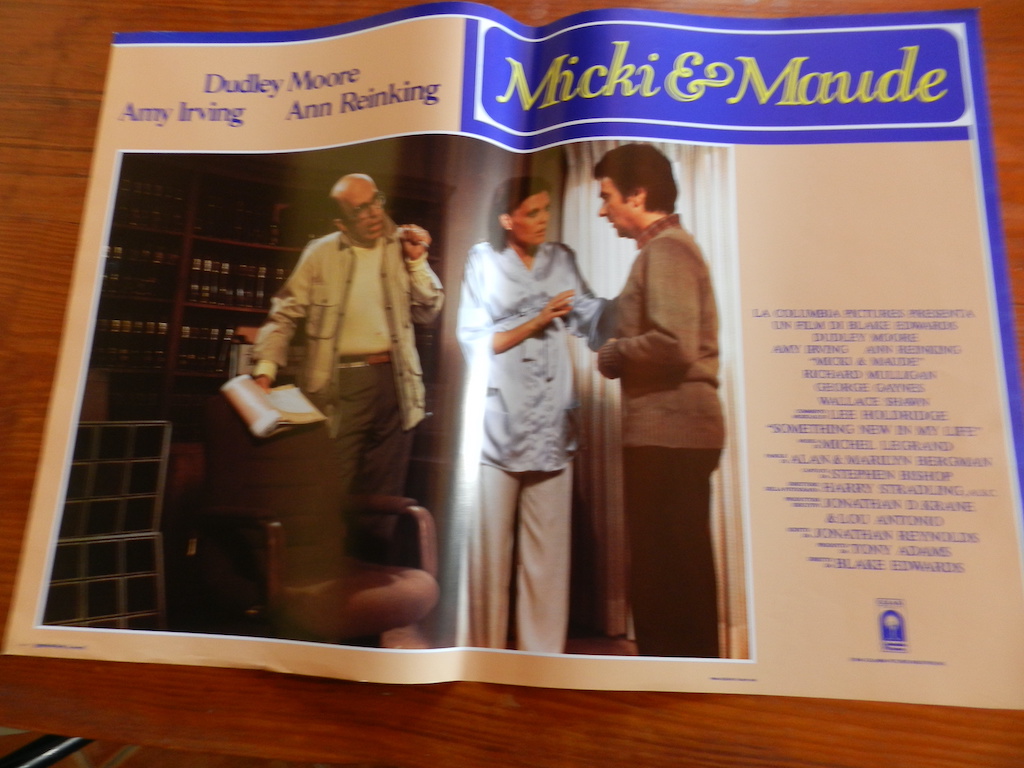 Dudley Moore
Amy Irving Ann Reinking
Micki & Maude
LA COLUMBIA PICTURES PRESENTA
UN FILM DI BLAKE EDWARDS
DUDLEY MOORE
AMY IRVING ANN REINKING
"MICKI & MAUDE"
RICHARD MULLIGAN
GEORGE GAYNES
WALLACE SHAWN
LEE HOLDRIDGE
"SOMETHING NEW IN MY LIFE"
MICHEL LEGRAND
ALAN & MARILYN BERGMAN
STEPHEN BISHOP
HARRY STRADLING, A.S.C.
JONATHAN D. KRANE
& LOU ANTONIO
JONATHAN REYNOLDS
TONY ADAMS
BLAKE EDWARDS